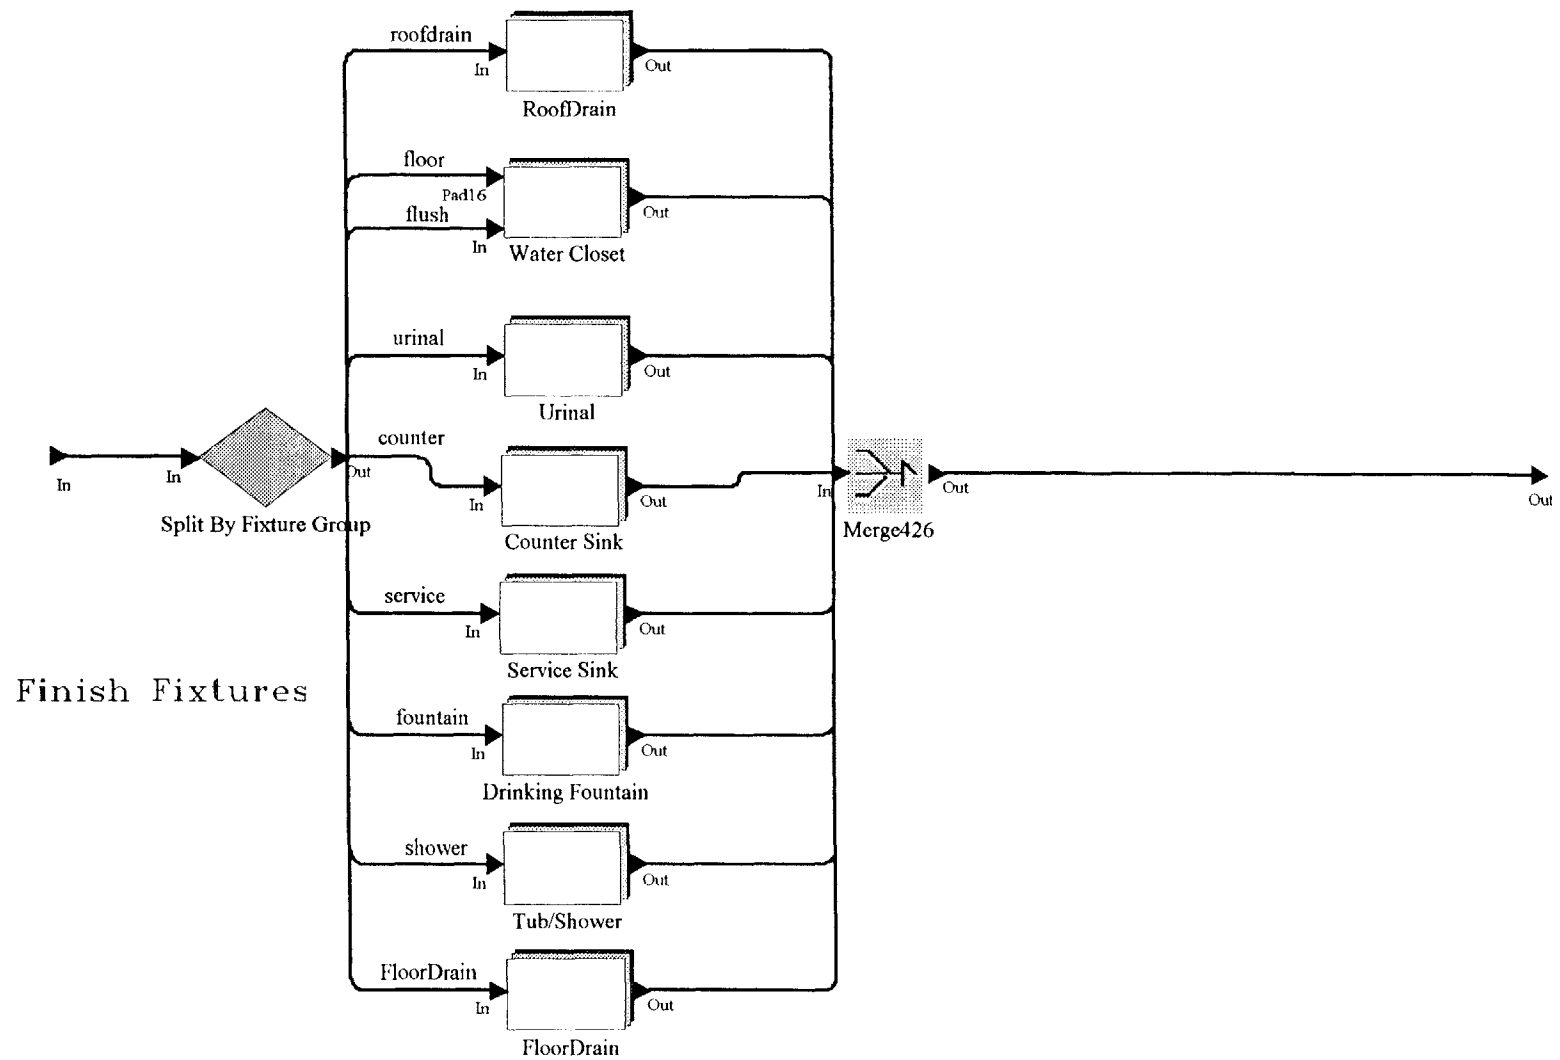 roofdrain
In
Out
RoofDrain
floor
Pad16
flush
In
Out
Water Closet
urinal
In
Out
Urinal
In
In
Out
Split By Fixture Group
counter
In
Out
Counter Sink
In
Merge426
Out
Out
service
In
Out
Service Sink
Finish Fixtures
fountain
In
Out
Drinking Fountain
shower
In
Out
Tub/Shower
FloorDrain
In
Out
FloorDrain